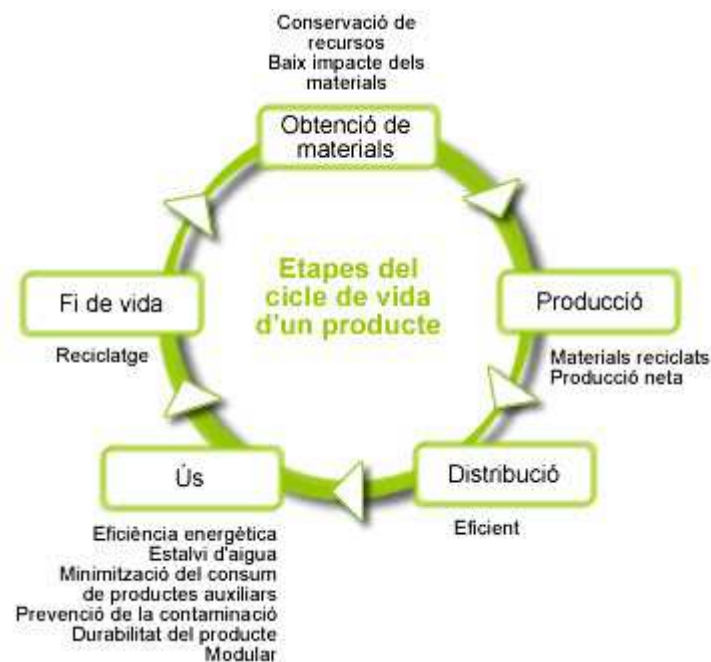 Conservació de
recursos
Baix impacte dels
materials
Obtenció de
materials
Etapes del
cicle de vida
d'un producte
Fi de vida
Reciclatge
Producció
Materials reciclats
Producció neta
Ús
Eficiència energètica
Estalvi d'aigua
Minimització del consum
de productes auxiliars
Prevenció de la contaminació
Durabilitat del producte
Modular
Distribució
Eficient